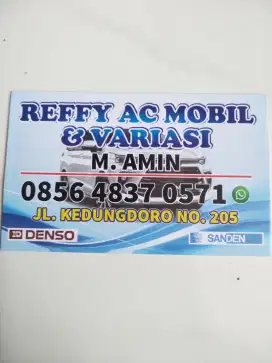 REFFY AC MOBIL
& VARIASI
M. AMIN
0856 4837 0571
JL. KEDUNGDORO NO. 205
DENSO
SANDEN